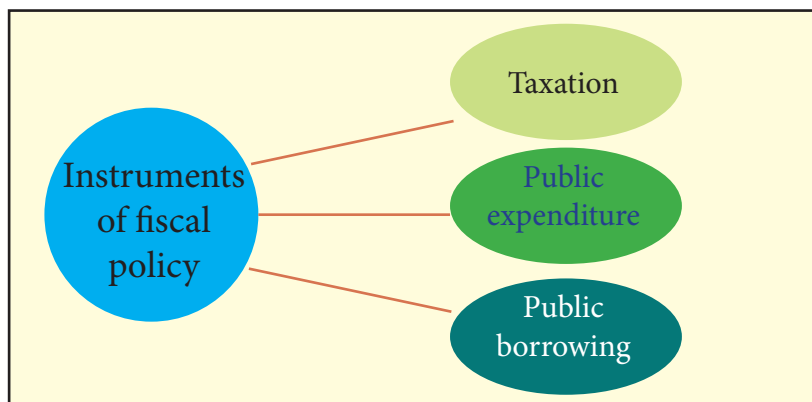 Instruments
of fiscal
policy
Taxation
Public
expenditure
Public
borrowing